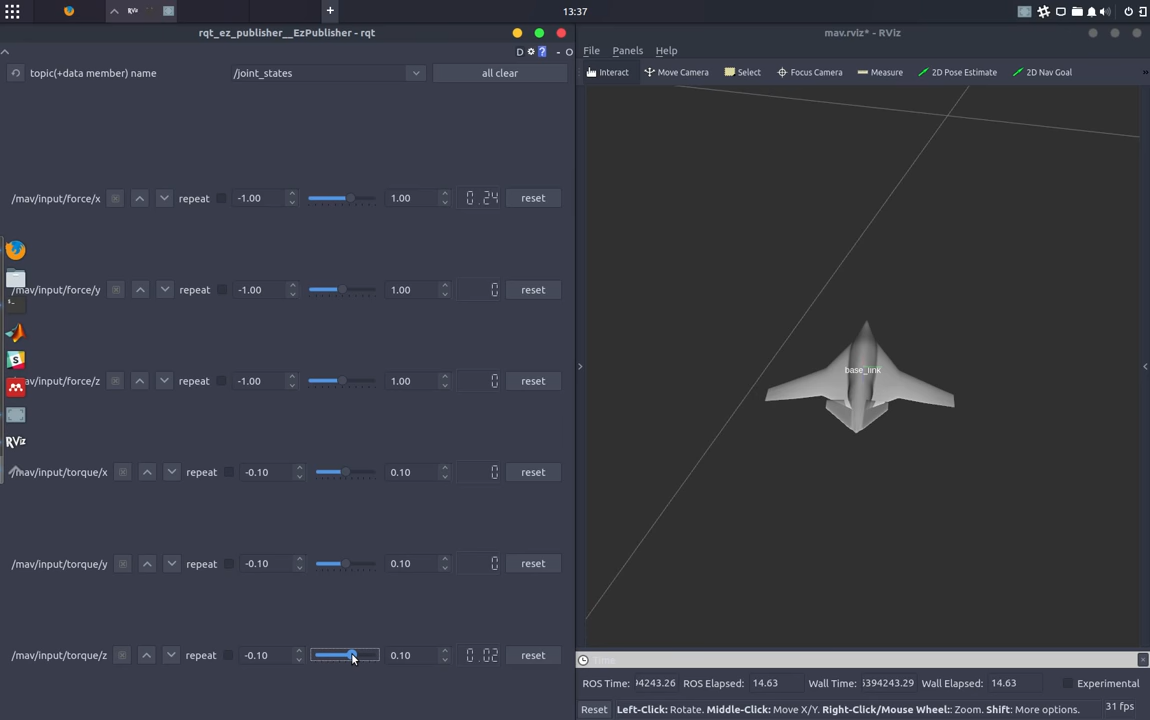 RViz
+
13:37
rqt_ez_publisher__EzPublisher - rqt
D ? - O
topic(+data member) name /joint_states all clear
/mav/input/force/x repeat -1.00 1.00 0.24 reset
/mav/input/force/y repeat -1.00 1.00 0 reset
/mav/input/force/z repeat -1.00 1.00 0 reset
/mav/input/torque/x repeat -0.10 0.10 0 reset
/mav/input/torque/y repeat -0.10 0.10 0 reset
/mav/input/torque/z repeat -0.10 0.10 0.02 reset
RViz
mav.rviz* - RViz
File Panels Help
Interact Move Camera Select Focus Camera Measure 2D Pose Estimate 2D Nav Goal »
base_link
Time
ROS Time: 94243.26 ROS Elapsed: 14.63 Wall Time: 394243.29 Wall Elapsed: 14.63 Experimental
Reset Left-Click: Rotate. Middle-Click: Move X/Y. Right-Click/Mouse Wheel:: Zoom. Shift: More options. 31 fps